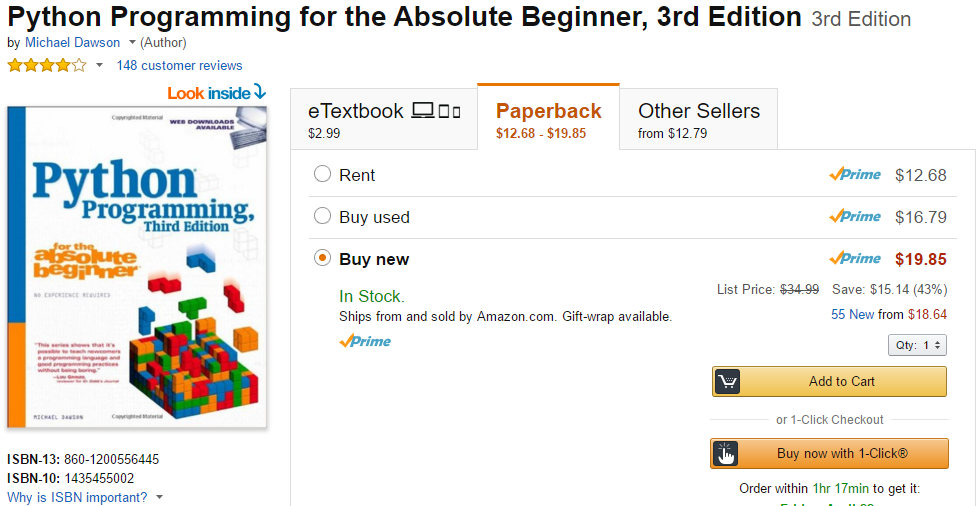 Python Programming for the Absolute Beginner, 3rd Edition 3rd Edition
by Michael Dawson (Author)
148 customer reviews
Look inside
Copyrighted Material
WEB DOWNLOADS
AVAILABLE
Python
Programming,
Third Edition
for the
absolute
beginner
NO EXPERIENCE REQUIRED
"This series shows that it's
possible to teach newcomers
a programming language and
good programming practices
without being boring."
MICHAEL DAWSON
Copyrighted Material
ISBN-13: 860-1200556445
ISBN-10: 1435455002
Why is ISBN important?
eTextbook
$2.99
Paperback
$12.68 - $19.85
Other Sellers
from $12.79
Rent Prime $12.68
Buy used Prime $16.79
Buy new Prime $19.85
In Stock.
Ships from and sold by Amazon.com. Gift-wrap available.
Prime
List Price: $34.99 Save: $15.14 (43%)
55 New from $18.64
Qty: 1
Add to Cart
or 1-Click Checkout
Buy now with 1-Click®
Order within 1hr 17min to get it: